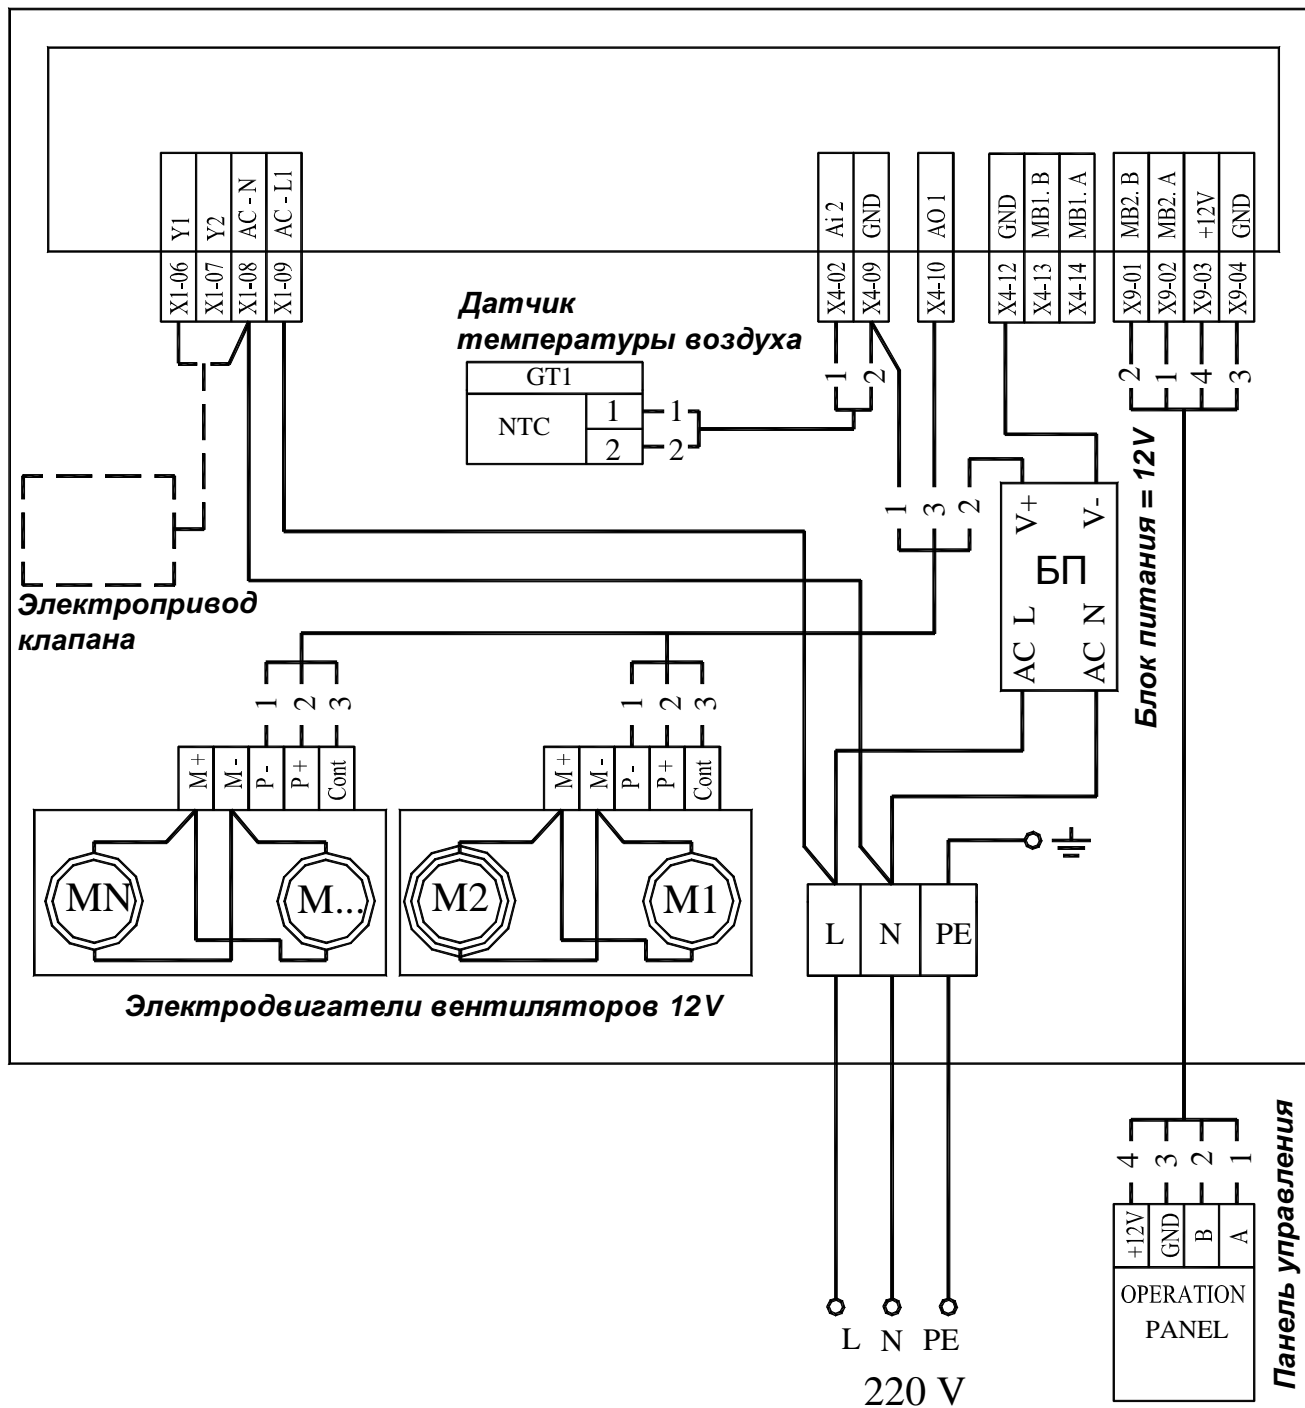 Y1
Y2
AC - N
AC - L1
Ai 2
GND
AO 1
GND
MB1. B
MB1. A
MB2. B
MB2. A
+12V
GND
X1-06
X1-07
X1-08
X1-09
X4-02
X4-09
X4-10
X4-12
X4-13
X4-14
X9-01
X9-02
X9-03
X9-04
Датчик
температуры воздуха
GT1
NTC
1
2
1
2
1
2
2
1
4
3
1
3
2
V+
V-
БП
AC L
AC N
Блок питания = 12V
Электропривод
клапана
1
2
3
1
2
3
M +
M -
P -
P +
Cont
M +
M -
P -
P +
Cont
MN
M...
M2
M1
L
N
PE
Электродвигатели вентиляторов 12V
4
3
2
1
+12V
GND
B
A
OPERATION
PANEL
Панель управления
L
N
PE
220 V